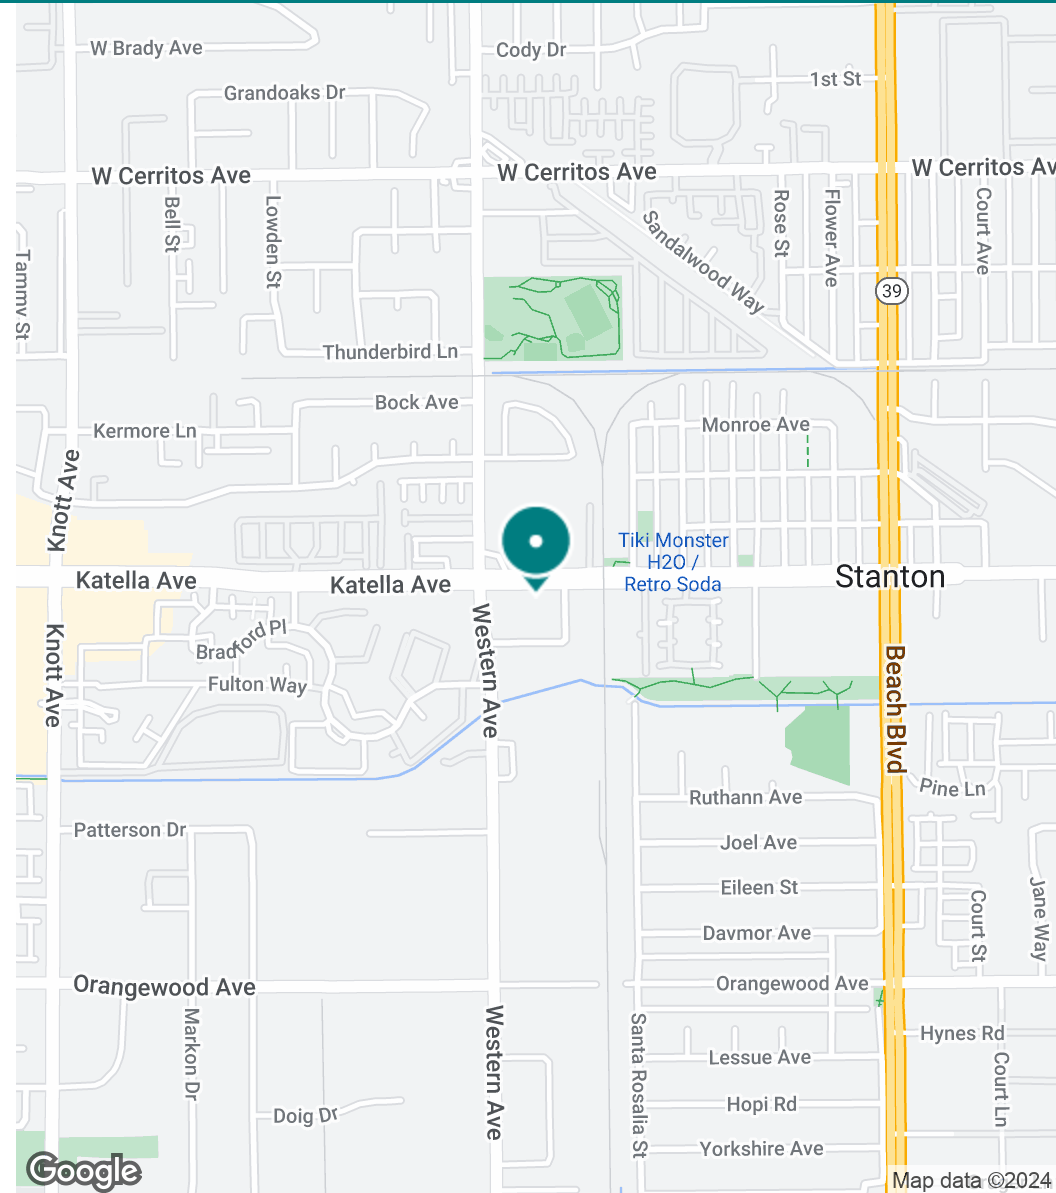 W Brady Ave
Cody Dr
1st St
Grandoaks Dr
W Cerritos Ave
W Cerritos Ave
W Cerritos Av
Bell St
Lowden St
Rose St
Flower Ave
Court Ave
Sandalwood Way
Tammy St
39
Thunderbird Ln
Bock Ave
Monroe Ave
Kermore Ln
Knott Ave
Tiki Monster
H2O /
Retro Soda
Katella Ave
Katella Ave
Stanton
Western Ave
Bradford Pl
Knott Ave
Fulton Way
Beach Blvd
Pine Ln
Ruthann Ave
Patterson Dr
Joel Ave
Eileen St
Jane Way
Court St
Davmor Ave
Orangewood Ave
Orangewood Ave
Markon Dr
Western Ave
Santa Rosalia St
Hynes Rd
Lessue Ave
Court Ln
Hopi Rd
Doig Dr
Yorkshire Ave
Google
Map data ©2024